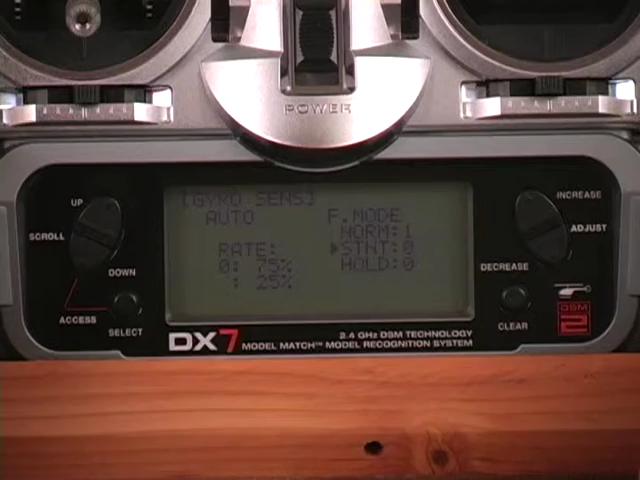 POWER
[GYRO SENS]
AUTO F.MODE
NORM:1
RATE: STNT:0
0: 75% HOLD:0
: 25%
UP
SCROLL
DOWN
ACCESS
SELECT
INCREASE
ADJUST
DECREASE
CLEAR
DSM
2
DX7 2.4 GHz DSM TECHNOLOGY
MODEL MATCH™ MODEL RECOGNITION SYSTEM